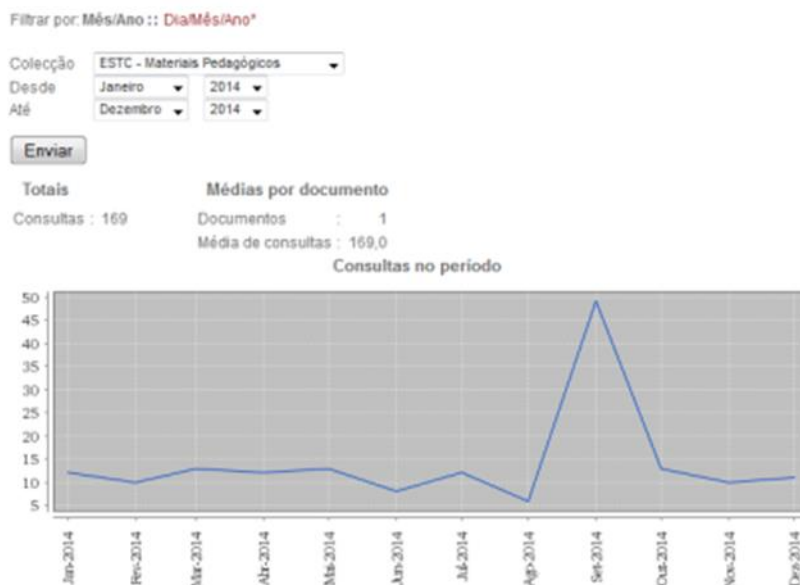 Filtrar por: Mês/Ano :: Dia/Mês/Ano*
Colecção ESTC - Materiais Pedagógicos
Desde Janeiro 2014
Até Dezembro 2014
Enviar
Totais Médias por documento
Consultas : 169 Documentos : 1
Média de consultas : 169,0
Consultas no período
50
45
40
35
30
25
20
15
10
5
Jan-2014 Fev-2014 Mar-2014 Abr-2014 Mai-2014 Jun-2014 Jul-2014 Ago-2014 Set-2014 Out-2014 Nov-2014 Dez-2014